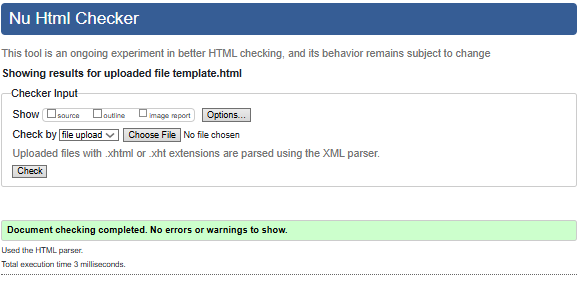 Nu Html Checker
This tool is an ongoing experiment in better HTML checking, and its behavior remains subject to change
Showing results for uploaded file template.html
Checker Input
Show source outline image report Options...
Check by file upload Choose File No file chosen
Uploaded files with .xhtml or .xht extensions are parsed using the XML parser.
Check
Document checking completed. No errors or warnings to show.
Used the HTML parser.
Total execution time 3 milliseconds.